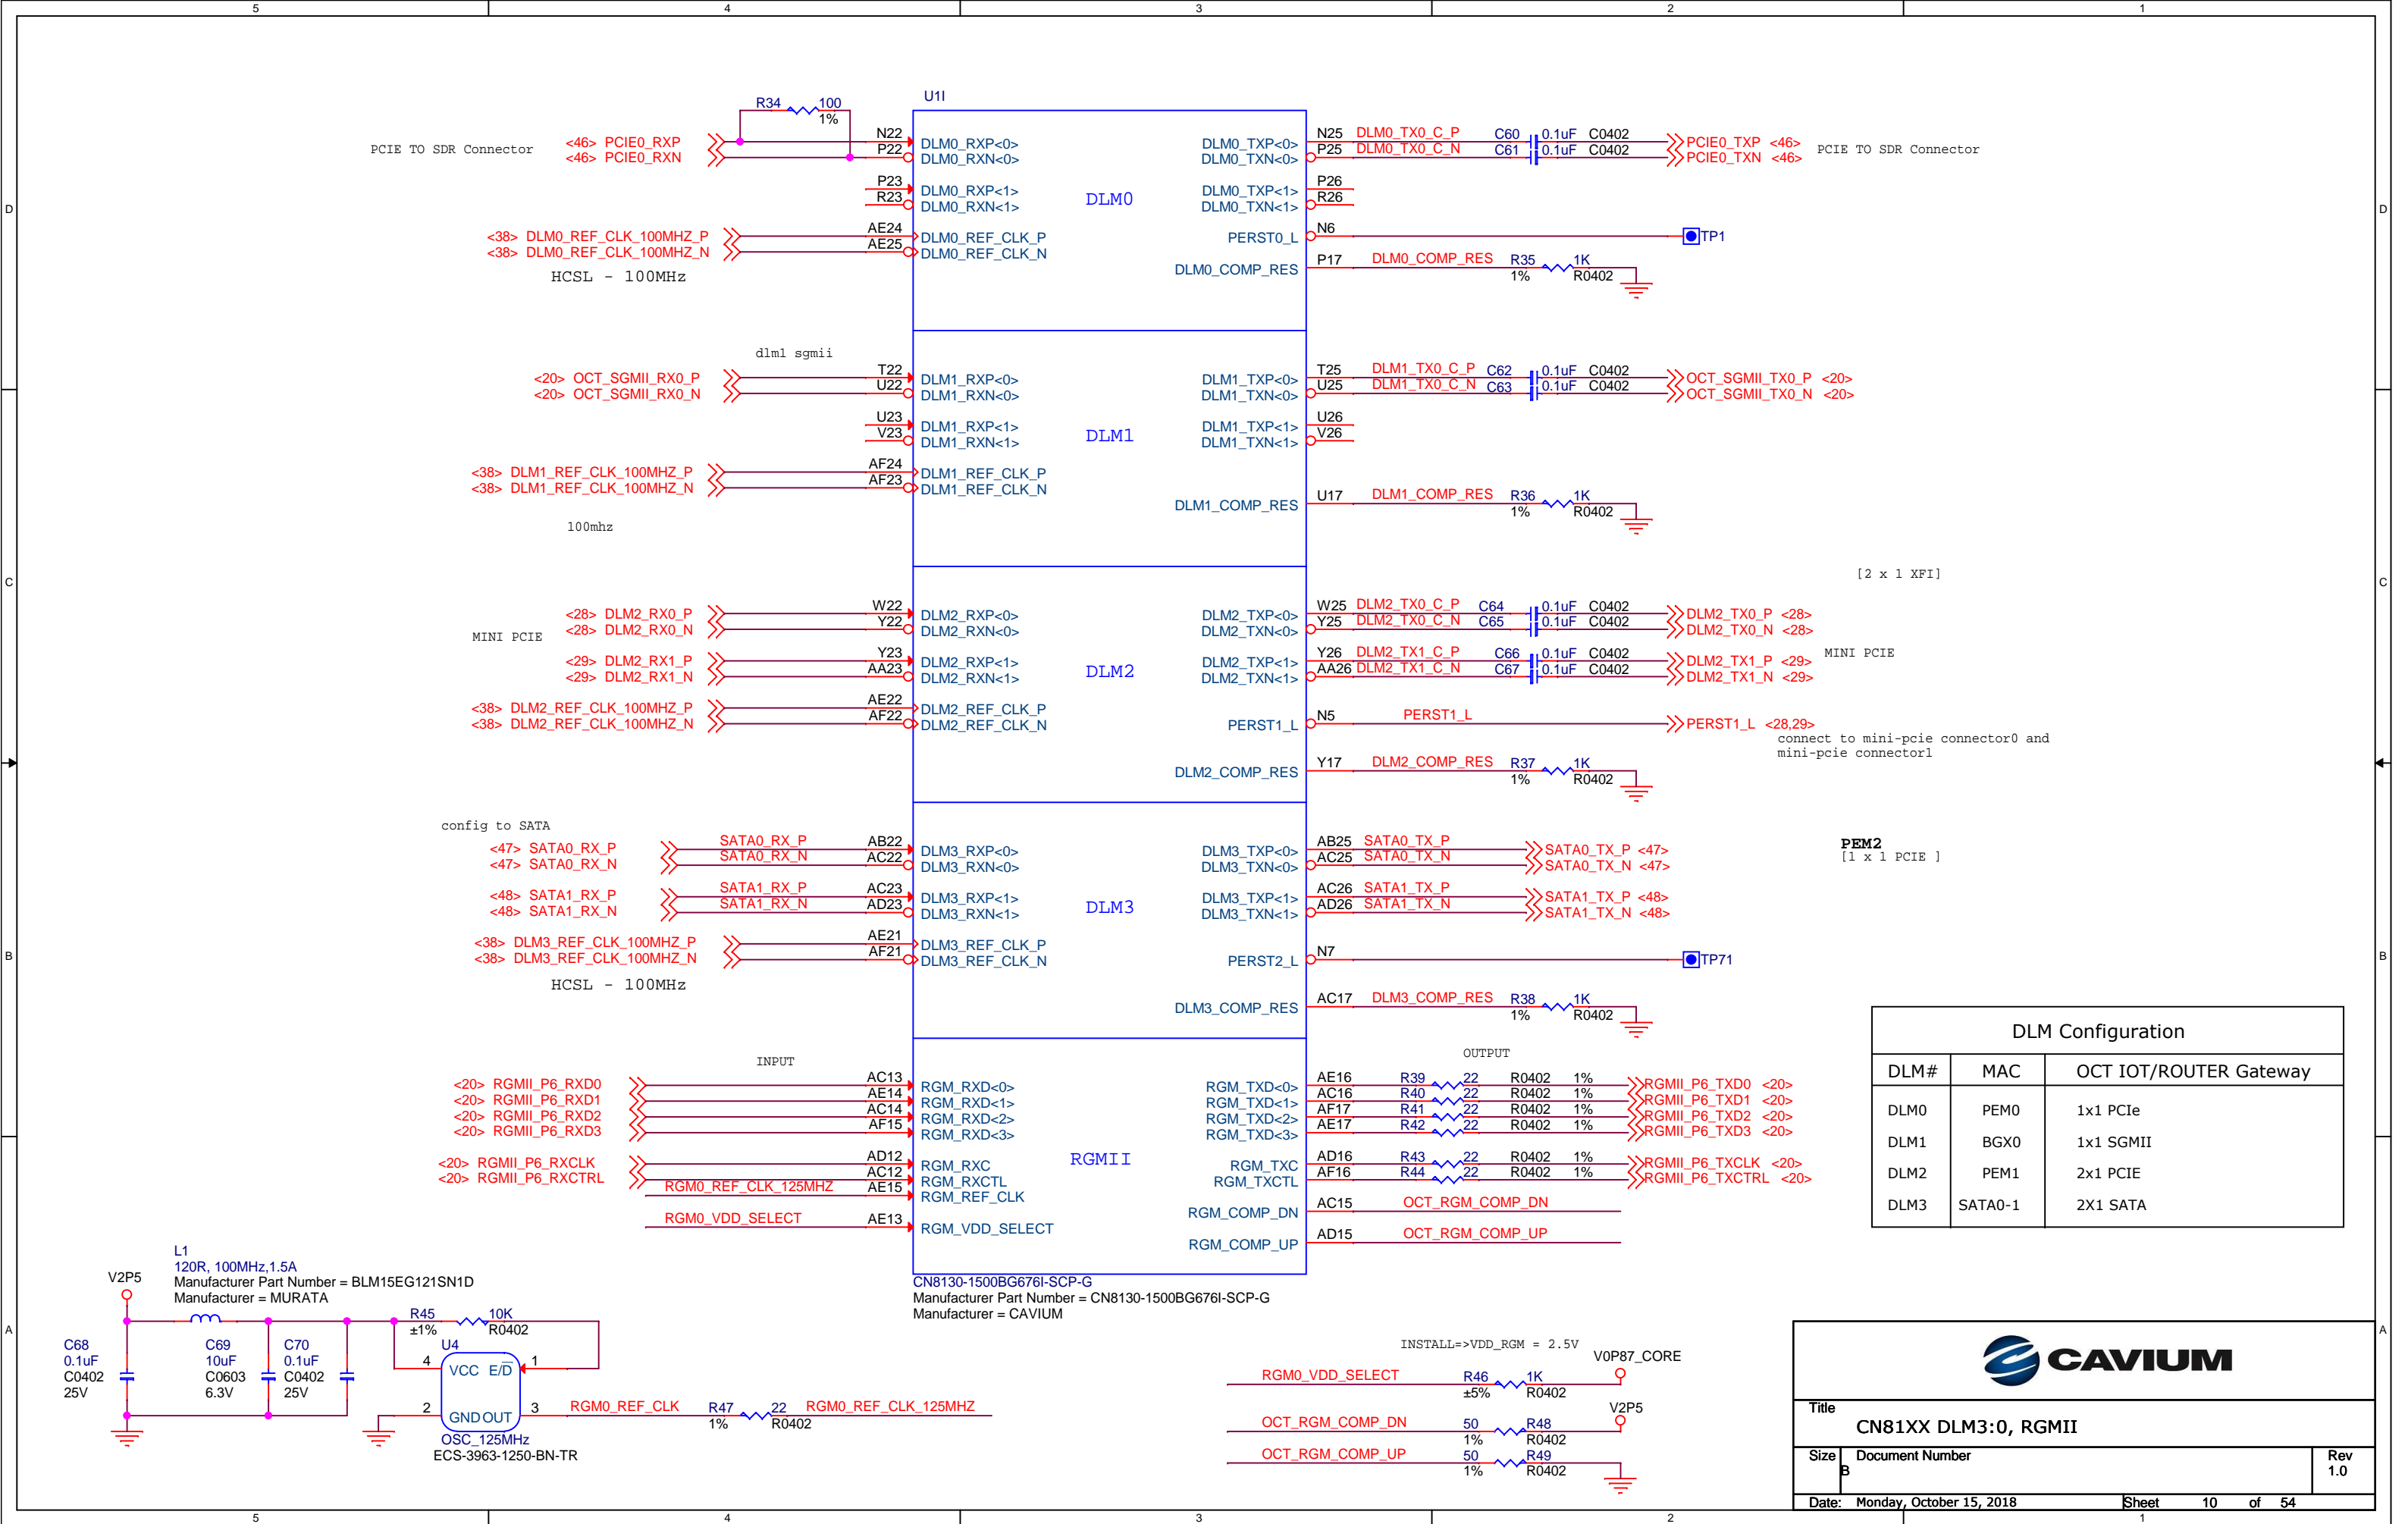 5 4 3 2 1
D D
C C
B B
A A
U1I
R34 100
1%
PCIE TO SDR Connector
<46> PCIE0_RXP
<46> PCIE0_RXN
N22 DLM0_RXP<0>
P22 DLM0_RXN<0>
P23 DLM0_RXP<1>
R23 DLM0_RXN<1>
<38> DLM0_REF_CLK_100MHZ_P AE24 DLM0_REF_CLK_P
<38> DLM0_REF_CLK_100MHZ_N AE25 DLM0_REF_CLK_N
HCSL - 100MHz
DLM0
DLM0_TXP<0> N25 DLM0_TX0_C_P C60 0.1uF C0402 PCIE0_TXP <46>
DLM0_TXN<0> P25 DLM0_TX0_C_N C61 0.1uF C0402 PCIE0_TXN <46>
PCIE TO SDR Connector
DLM0_TXP<1> P26
DLM0_TXN<1> R26
PERST0_L N6 TP1
DLM0_COMP_RES P17 DLM0_COMP_RES R35 1K
1% R0402
dlm1 sgmii
<20> OCT_SGMII_RX0_P T22 DLM1_RXP<0>
<20> OCT_SGMII_RX0_N U22 DLM1_RXN<0>
U23 DLM1_RXP<1>
V23 DLM1_RXN<1>
<38> DLM1_REF_CLK_100MHZ_P AF24 DLM1_REF_CLK_P
<38> DLM1_REF_CLK_100MHZ_N AF23 DLM1_REF_CLK_N
100mhz
DLM1
DLM1_TXP<0> T25 DLM1_TX0_C_P C62 0.1uF C0402 OCT_SGMII_TX0_P <20>
DLM1_TXN<0> U25 DLM1_TX0_C_N C63 0.1uF C0402 OCT_SGMII_TX0_N <20>
DLM1_TXP<1> U26
DLM1_TXN<1> V26
DLM1_COMP_RES U17 DLM1_COMP_RES R36 1K
1% R0402
[2 x 1 XFI]
MINI PCIE
<28> DLM2_RX0_P W22 DLM2_RXP<0>
<28> DLM2_RX0_N Y22 DLM2_RXN<0>
<29> DLM2_RX1_P Y23 DLM2_RXP<1>
<29> DLM2_RX1_N AA23 DLM2_RXN<1>
<38> DLM2_REF_CLK_100MHZ_P AE22 DLM2_REF_CLK_P
<38> DLM2_REF_CLK_100MHZ_N AF22 DLM2_REF_CLK_N
DLM2
DLM2_TXP<0> W25 DLM2_TX0_C_P C64 0.1uF C0402 DLM2_TX0_P <28>
DLM2_TXN<0> Y25 DLM2_TX0_C_N C65 0.1uF C0402 DLM2_TX0_N <28>
DLM2_TXP<1> Y26 DLM2_TX1_C_P C66 0.1uF C0402 DLM2_TX1_P <29>
DLM2_TXN<1> AA26 DLM2_TX1_C_N C67 0.1uF C0402 DLM2_TX1_N <29>
MINI PCIE
PERST1_L N5 PERST1_L PERST1_L <28,29>
connect to mini-pcie connector0 and
mini-pcie connector1
DLM2_COMP_RES Y17 DLM2_COMP_RES R37 1K
1% R0402
config to SATA
<47> SATA0_RX_P SATA0_RX_P AB22 DLM3_RXP<0>
<47> SATA0_RX_N SATA0_RX_N AC22 DLM3_RXN<0>
<48> SATA1_RX_P SATA1_RX_P AC23 DLM3_RXP<1>
<48> SATA1_RX_N SATA1_RX_N AD23 DLM3_RXN<1>
<38> DLM3_REF_CLK_100MHZ_P AE21 DLM3_REF_CLK_P
<38> DLM3_REF_CLK_100MHZ_N AF21 DLM3_REF_CLK_N
HCSL - 100MHz
DLM3
DLM3_TXP<0> AB25 SATA0_TX_P SATA0_TX_P <47>
DLM3_TXN<0> AC25 SATA0_TX_N SATA0_TX_N <47>
DLM3_TXP<1> AC26 SATA1_TX_P SATA1_TX_P <48>
DLM3_TXN<1> AD26 SATA1_TX_N SATA1_TX_N <48>
PERST2_L N7 TP71
DLM3_COMP_RES AC17 DLM3_COMP_RES R38 1K
1% R0402
PEM2
[1 x 1 PCIE ]
INPUT
<20> RGMII_P6_RXD0 AC13 RGM_RXD<0>
<20> RGMII_P6_RXD1 AE14 RGM_RXD<1>
<20> RGMII_P6_RXD2 AC14 RGM_RXD<2>
<20> RGMII_P6_RXD3 AF15 RGM_RXD<3>
<20> RGMII_P6_RXCLK AD12 RGM_RXC
<20> RGMII_P6_RXCTRL AC12 RGM_RXCTL
RGM0_REF_CLK_125MHZ AE15 RGM_REF_CLK
RGM0_VDD_SELECT AE13 RGM_VDD_SELECT
RGMII
OUTPUT
RGM_TXD<0> AE16 R39 22 R0402 1% RGMII_P6_TXD0 <20>
RGM_TXD<1> AC16 R40 22 R0402 1% RGMII_P6_TXD1 <20>
RGM_TXD<2> AF17 R41 22 R0402 1% RGMII_P6_TXD2 <20>
RGM_TXD<3> AE17 R42 22 R0402 1% RGMII_P6_TXD3 <20>
RGM_TXC AD16 R43 22 R0402 1% RGMII_P6_TXCLK <20>
RGM_TXCTL AF16 R44 22 R0402 1% RGMII_P6_TXCTRL <20>
RGM_COMP_DN AC15 OCT_RGM_COMP_DN
RGM_COMP_UP AD15 OCT_RGM_COMP_UP
CN8130-1500BG676I-SCP-G
Manufacturer Part Number = CN8130-1500BG676I-SCP-G
Manufacturer = CAVIUM
DLM Configuration
DLM# MAC OCT IOT/ROUTER Gateway
DLM0 PEM0 1x1 PCIe
DLM1 BGX0 1x1 SGMII
DLM2 PEM1 2x1 PCIE
DLM3 SATA0-1 2X1 SATA
L1
120R, 100MHz,1.5A
Manufacturer Part Number = BLM15EG121SN1D
Manufacturer = MURATA
V2P5
C68
0.1uF
C0402
25V
C69
10uF
C0603
6.3V
C70
0.1uF
C0402
25V
R45 10K
±1% R0402
U4
4 VCC E/D 1
2 GND OUT 3
OSC_125MHz
ECS-3963-1250-BN-TR
RGM0_REF_CLK R47 22 RGM0_REF_CLK_125MHZ
1% R0402
INSTALL=>VDD_RGM = 2.5V
V0P87_CORE
RGM0_VDD_SELECT R46 1K
±5% R0402
V2P5
OCT_RGM_COMP_DN 50 R48
1% R0402
OCT_RGM_COMP_UP 50 R49
1% R0402
CAVIUM
Title
CN81XX DLM3:0, RGMII
Size Document Number Rev
B 1.0
Date: Monday, October 15, 2018 Sheet 10 of 54
5 4 3 2 1